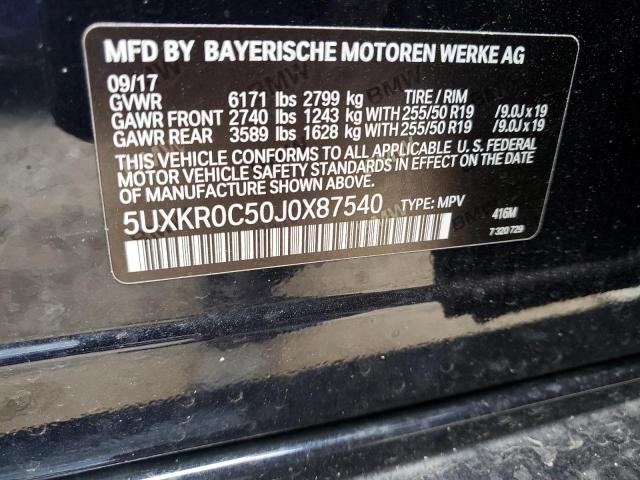 MFD BY BAYERISCHE MOTOREN WERKE AG
09/17
GVWR 6171 lbs 2799 kg TIRE / RIM
GAWR FRONT 2740 lbs 1243 kg WITH 255/50 R19 /9.0J x 19
GAWR REAR 3589 lbs 1628 kg WITH 255/50 R19 /9.0J x 19
THIS VEHICLE CONFORMS TO ALL APPLICABLE U. S. FEDERAL
MOTOR VEHICLE SAFETY STANDARDS IN EFFECT ON THE DATE
OF MANUFACTURE SHOWN ABOVE.
5UXKR0C50J0X87540 TYPE: MPV 416M
7 320 729